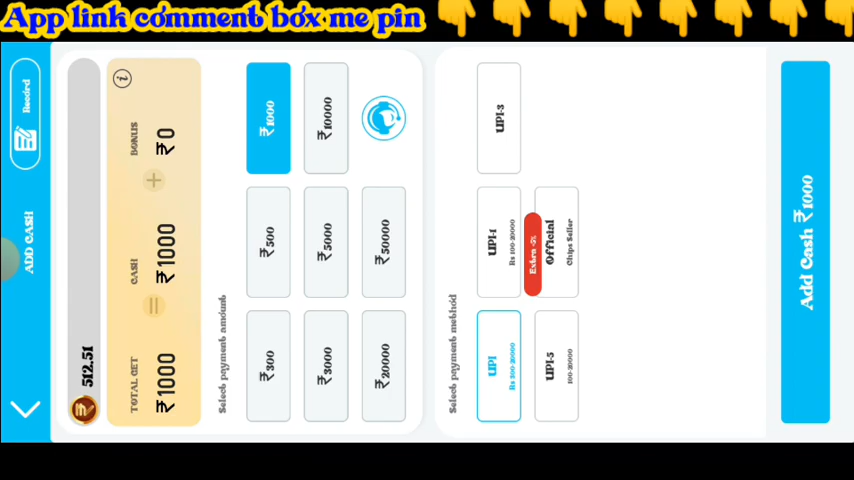 App link comment box me pin
ADD CASH
Record
512.51
TOTAL GET
₹1000
=
CASH
₹1000
+
BONUS
₹0
?
Select payment amount
₹300
₹500
₹1000
₹3000
₹5000
₹10000
₹20000
₹50000
Select payment method
UPI
Rs 300-20000
UPI-1
Rs 100-20000
UPI-3
UPI-5
100-20000
Extra +5%
Official
Chips Seller
Add Cash ₹1000